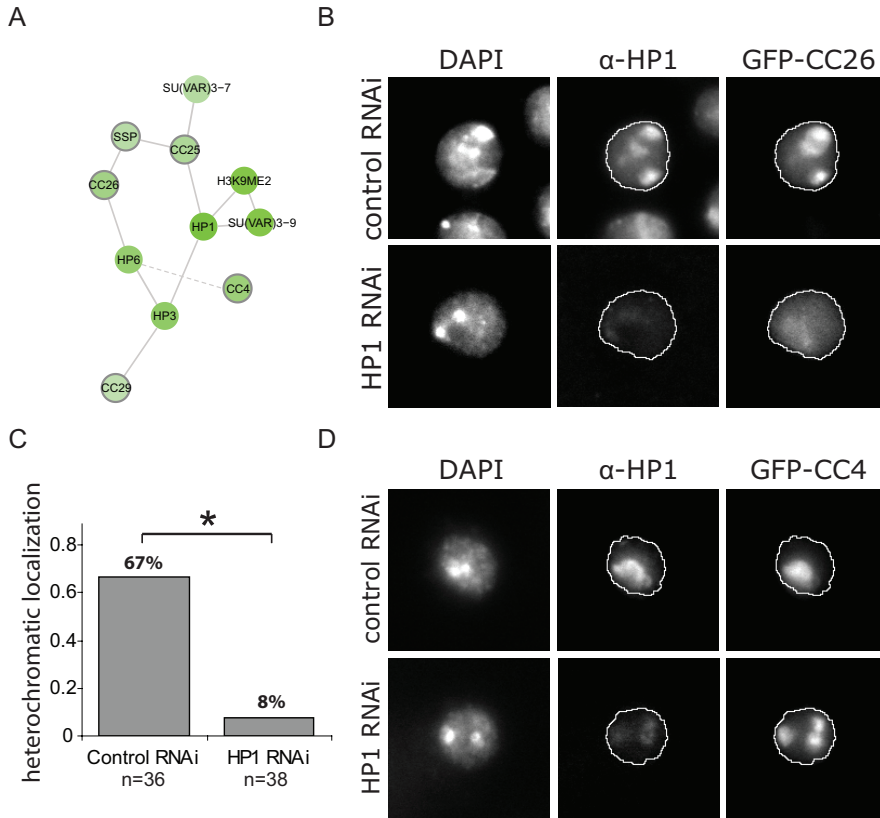 A
SU(VAR)3−7
SSP
CC25
CC26
H3K9ME2
HP1
SU(VAR)3−9
HP6
CC4
HP3
CC29
B
DAPI α-HP1 GFP-CC26
control RNAi
HP1 RNAi
C
heterochromatic localization
0.8
0.6
0.4
0.2
0
*
67%
8%
Control RNAi HP1 RNAi
n=36 n=38
D
DAPI α-HP1 GFP-CC4
control RNAi
HP1 RNAi